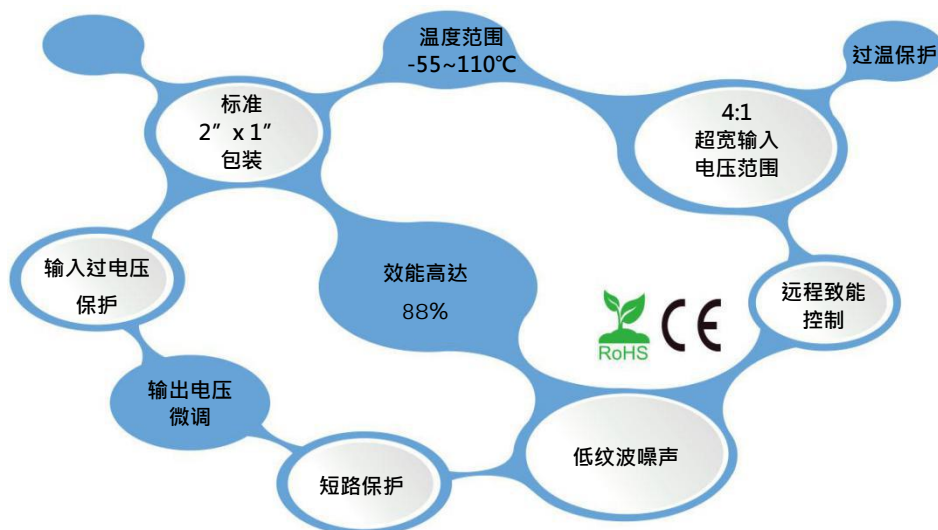 温度范围
-55~110℃
过温保护
标准
2” x 1”
包装
4:1
超宽输入
电压范围
输入过电压
保护
效能高达
88%
远程致能
控制
RoHS
CE
输出电压
微调
低纹波噪声
短路保护